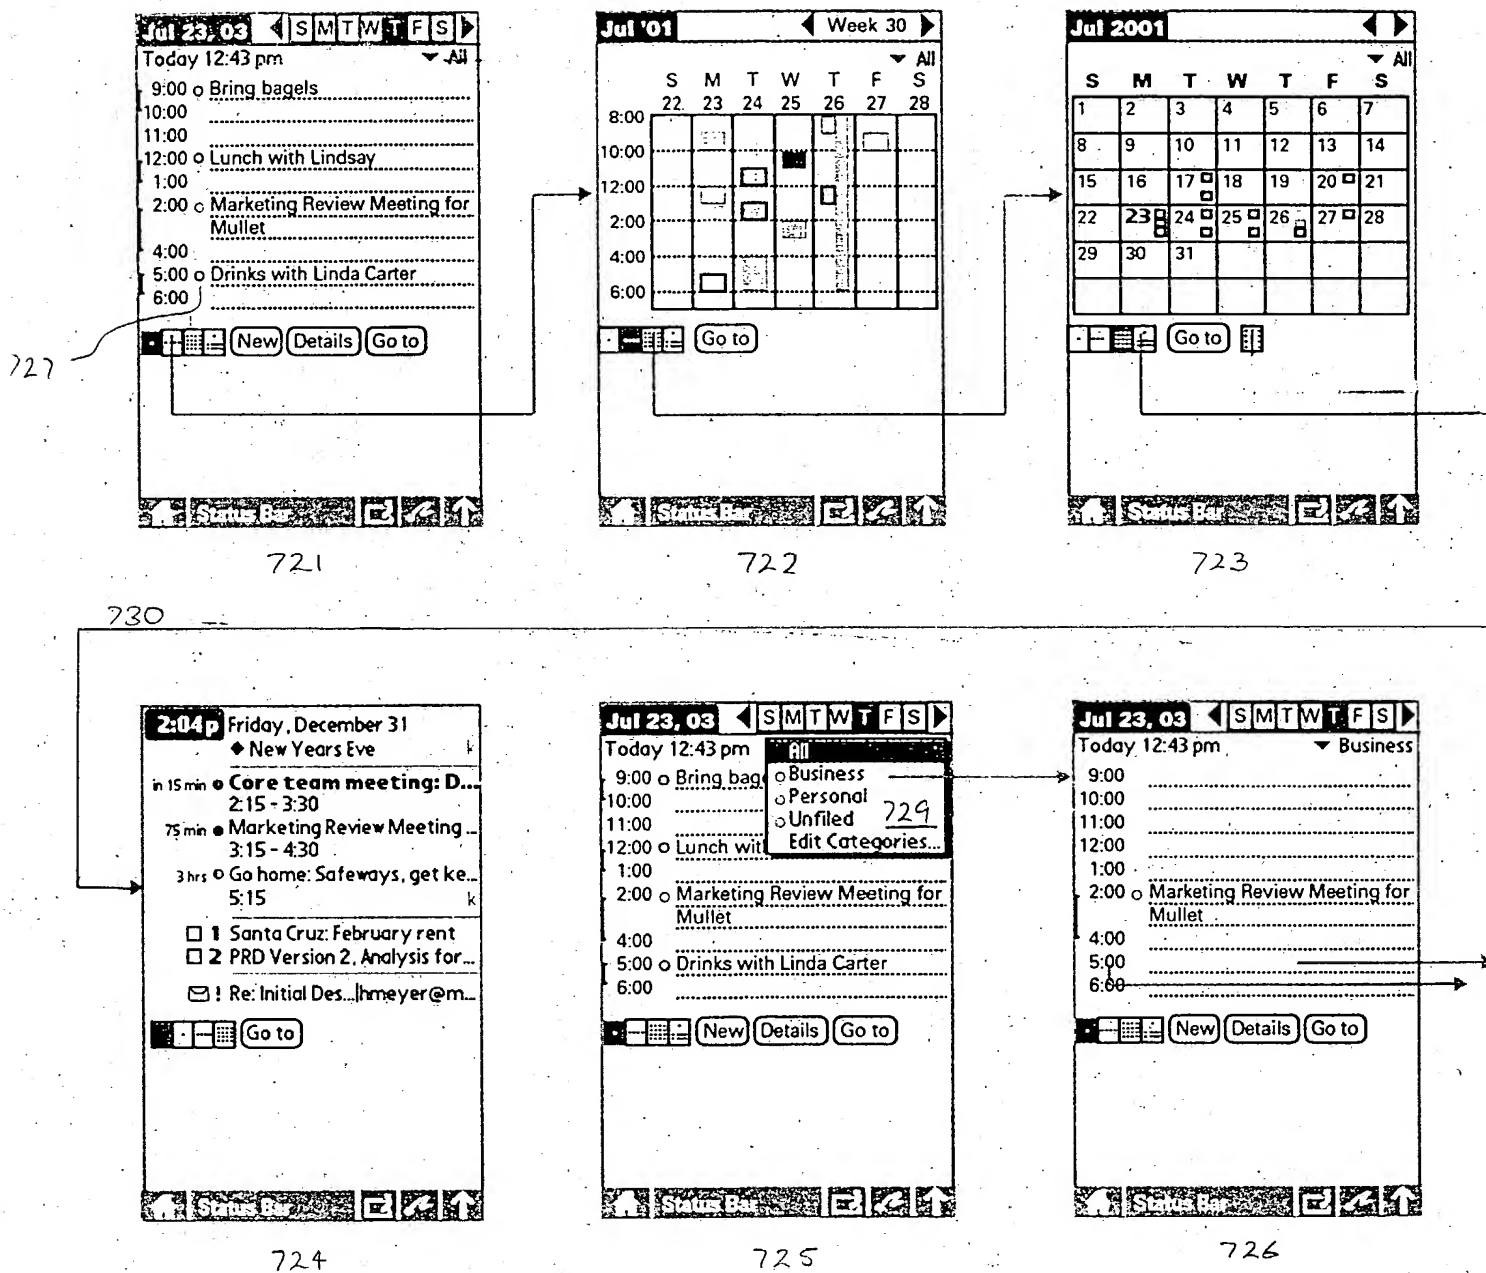 Jul 23, 03 S M T W T F S
Today 12:43 pm All
9:00 Bring bagels
10:00
11:00
12:00 Lunch with Lindsay
1:00
2:00 Marketing Review Meeting for
Mullet
4:00
5:00 Drinks with Linda Carter
6:00
New Details Go to
Status Bar
727
721
Jul '01 Week 30
All
S M T W T F S
22 23 24 25 26 27 28
8:00
10:00
12:00
2:00
4:00
6:00
Go to
Status Bar
722
Jul 2001
All
S M T W T F S
1 2 3 4 5 6 7
8 9 10 11 12 13 14
15 16 17 18 19 20 21
22 23 24 25 26 27 28
29 30 31
Go to
Status Bar
723
730
2:04p Friday, December 31
New Years Eve k
in 15 min Core team meeting: D...
2:15 - 3:30
75 min Marketing Review Meeting ...
3:15 - 4:30
3 hrs Go home: Safeways, get ke...
5:15 k
1 Santa Cruz: February rent
2 PRD Version 2, Analysis for...
! Re: Initial Des...|hmeyer@m...
Go to
Status Bar
724
Jul 23, 03 S M T W T F S
Today 12:43 pm All
9:00 Bring bag
Business
10:00
Personal
11:00
Unfiled 729
12:00 Lunch wit
Edit Categories...
1:00
2:00 Marketing Review Meeting for
Mullet
4:00
5:00 Drinks with Linda Carter
6:00
New Details Go to
Status Bar
725
Jul 23, 03 S M T W T F S
Today 12:43 pm Business
9:00
10:00
11:00
12:00
1:00
2:00 Marketing Review Meeting for
Mullet
4:00
5:00
6:00
New Details Go to
Status Bar
726